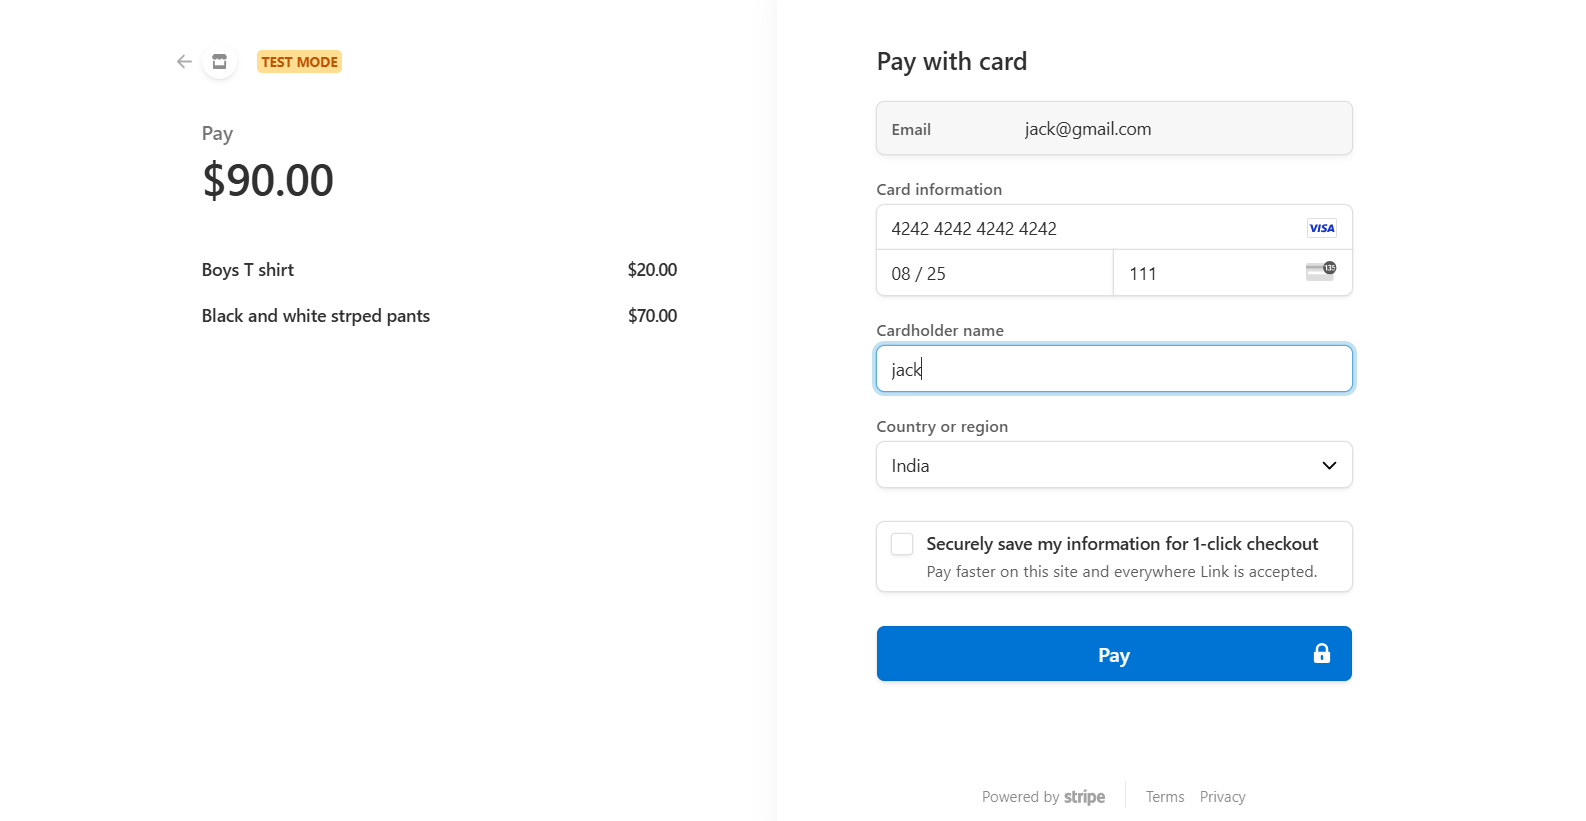 TEST MODE
Pay
$90.00
Boys T shirt $20.00
Black and white strped pants $70.00
Pay with card
Email jack@gmail.com
Card information
4242 4242 4242 4242 VISA
08 / 25 111 135
Cardholder name
jack
Country or region
India
Securely save my information for 1-click checkout
Pay faster on this site and everywhere Link is accepted.
Pay
Powered by stripe Terms Privacy